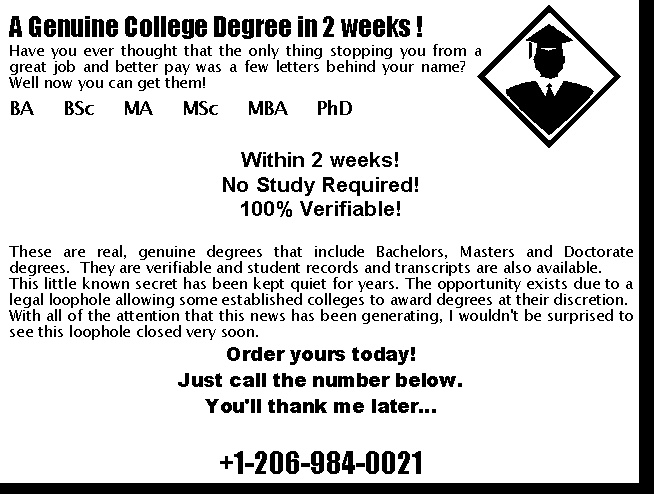 A Genuine College Degree in 2 weeks !
Have you ever thought that the only thing stopping you from a
great job and better pay was a few letters behind your name?
Well now you can get them!
BA BSc MA MSc MBA PhD
Within 2 weeks!
No Study Required!
100% Verifiable!
These are real, genuine degrees that include Bachelors, Masters and Doctorate
degrees. They are verifiable and student records and transcripts are also available.
This little known secret has been kept quiet for years. The opportunity exists due to a
legal loophole allowing some established colleges to award degrees at their discretion.
With all of the attention that this news has been generating, I wouldn't be surprised to
see this loophole closed very soon.
Order yours today!
Just call the number below.
You'll thank me later...
+1-206-984-0021